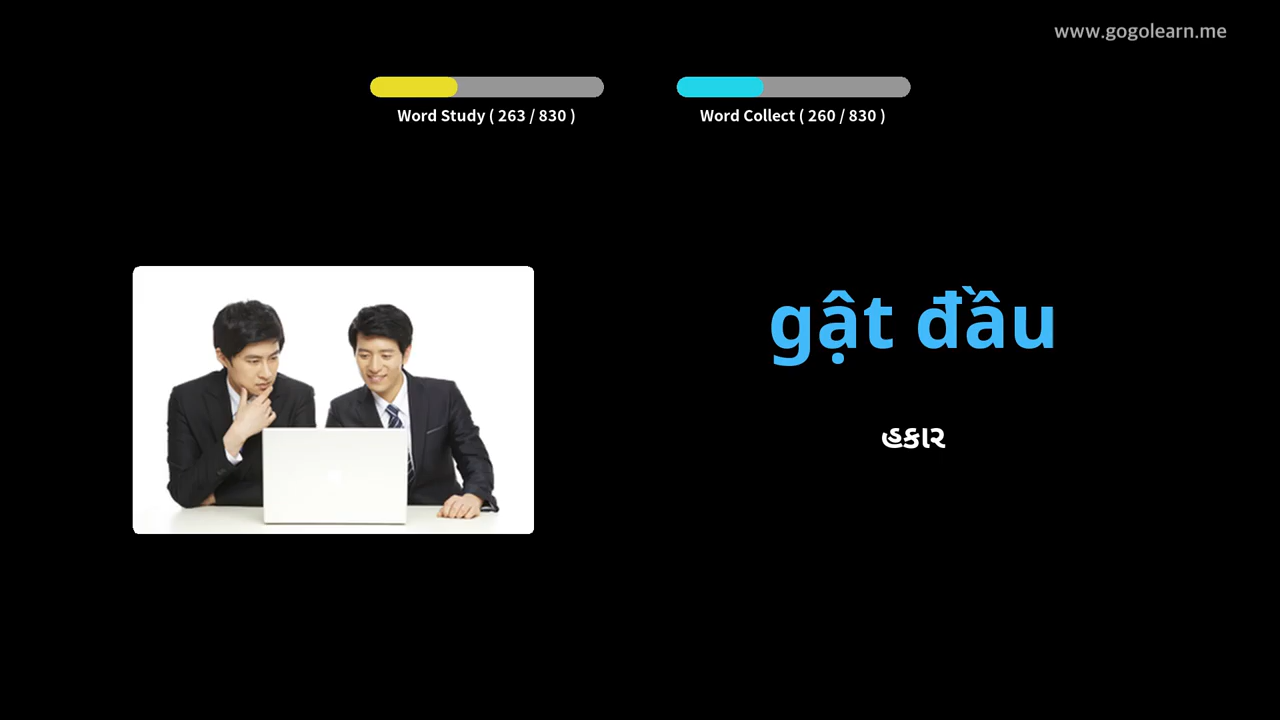 www.gogolearn.me
Word Study ( 263 / 830 )
Word Collect ( 260 / 830 )
gật đầu
હકાર